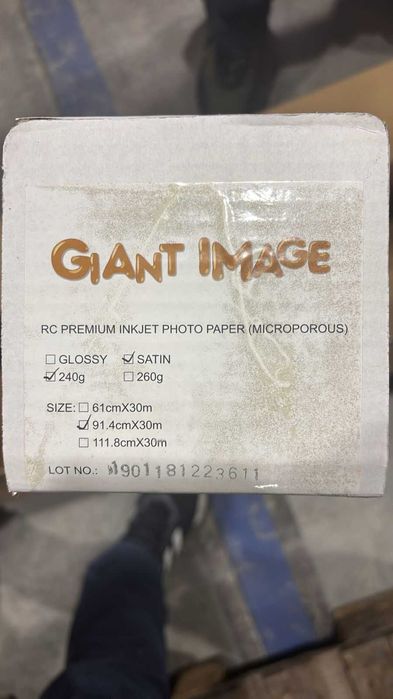 GIANT IMAGE
RC PREMIUM INKJET PHOTO PAPER (MICROPOROUS)
☐ GLOSSY ☑ SATIN
☑ 240g ☐ 260g
SIZE: ☐ 61cmX30m
☑ 91.4cmX30m
☐ 111.8cmX30m
LOT NO.: 1901181223611